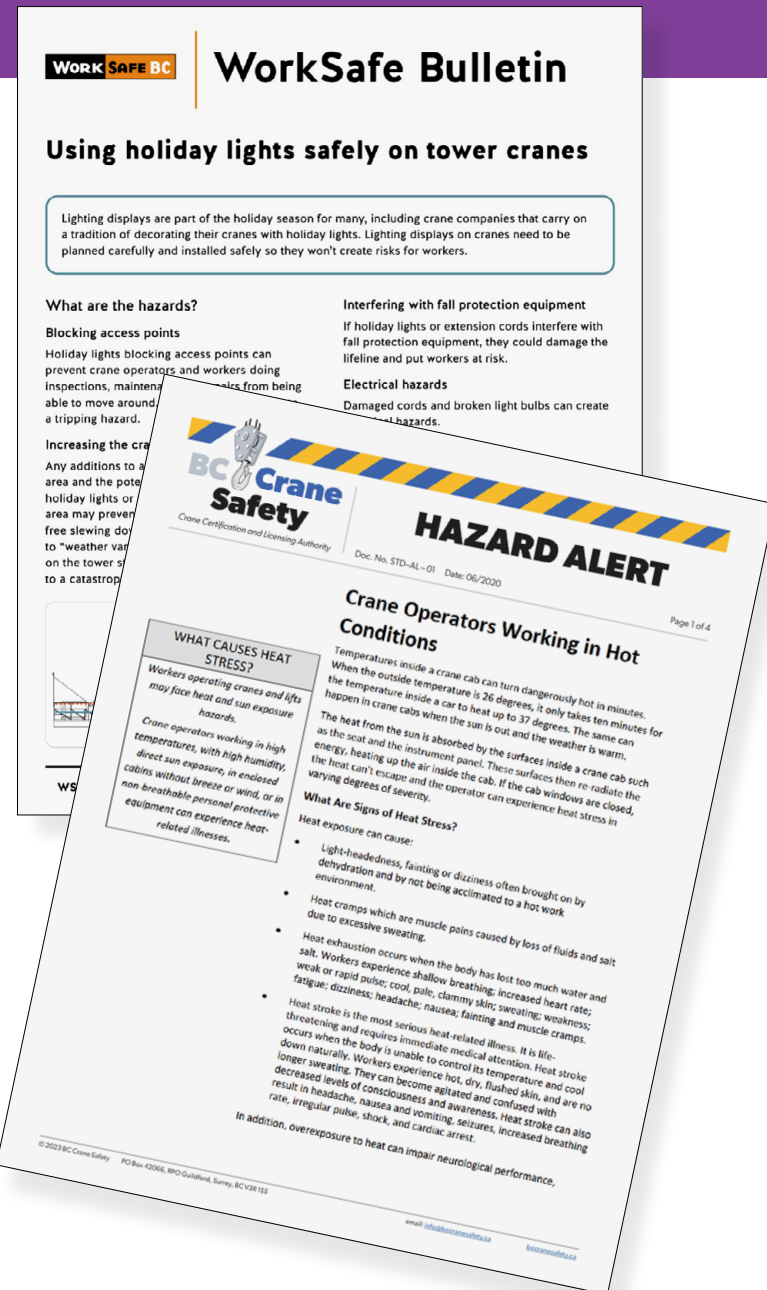 WORK SAFE BC
WorkSafe Bulletin
Using holiday lights safely on tower cranes
Lighting displays are part of the holiday season for many, including crane companies that carry on
a tradition of decorating their cranes with holiday lights. Lighting displays on cranes need to be
planned carefully and installed safely so they won't create risks for workers.
What are the hazards?
Blocking access points
Holiday lights blocking access points can
prevent crane operators and workers doing
inspections, maintena
airs from being
able to move around.
a tripping hazard.
Increasing the cra
Any additions to a
area and the pote
holiday lights or
area may preven
free slewing dow
to "weather van
on the tower s
to a catastrop
WS
Interfering with fall protection equipment
If holiday lights or extension cords interfere with
fall protection equipment, they could damage the
lifeline and put workers at risk.
Electrical hazards
Damaged cords and broken light bulbs can create
hazards.
BC Crane
Safety
Crane Certification and Licensing Authority
HAZARD ALERT
Doc. No. STD-AL-01 Date: 06/2020
Page 1 of 4
WHAT CAUSES HEAT
STRESS?
Workers operating cranes and lifts
may face heat and sun exposure
hazards.
Crane operators working in high
temperatures, with high humidity,
direct sun exposure, in enclosed
cabins without breeze or wind, or in
non breathable personal protective
equipment can experience heat-
related illnesses.
Crane Operators Working in Hot
Conditions
Temperatures inside a crane cab can turn dangerously hot in minutes.
When the outside temperature is 26 degrees, it only takes ten minutes for
the temperature inside a car to heat up to 37 degrees. The same can
happen in crane cabs when the sun is out and the weather is warm.
The heat from the sun is absorbed by the surfaces inside a crane cab such
as the seat and the instrument panel. These surfaces then re-radiate the
energy, heating up the air inside the cab. If the cab windows are closed,
the heat can't escape and the operator can experience heat stress in
varying degrees of severity.
What Are Signs of Heat Stress?
Heat exposure can cause:
• Light-headedness, fainting or dizziness often brought on by
dehydration and by not being acclimated to a hot work
environment.
• Heat cramps which are muscle pains caused by loss of fluids and salt
due to excessive sweating.
• Heat exhaustion occurs when the body has lost too much water and
salt. Workers experience shallow breathing; increased heart rate;
weak or rapid pulse; cool, pale, clammy skin; sweating; weakness;
fatigue; dizziness; headache; nausea; fainting and muscle cramps.
• Heat stroke is the most serious heat-related illness. It is life-
threatening and requires immediate medical attention. Heat stroke
occurs when the body is unable to control its temperature and cool
down naturally. Workers experience hot, dry, flushed skin, and are no
longer sweating. They can become agitated and confused with
decreased levels of consciousness and awareness. Heat stroke can also
result in headache, nausea and vomiting, seizures, increased breathing
rate, irregular pulse, shock, and cardiac arrest.
In addition, overexposure to heat can impair neurological performance,
© 2023 BC Crane Safety PO Box 42066, RPO Guildford, Surrey, BC V3R 1S5
email: info@bccranesafety.ca
bccranesafety.ca